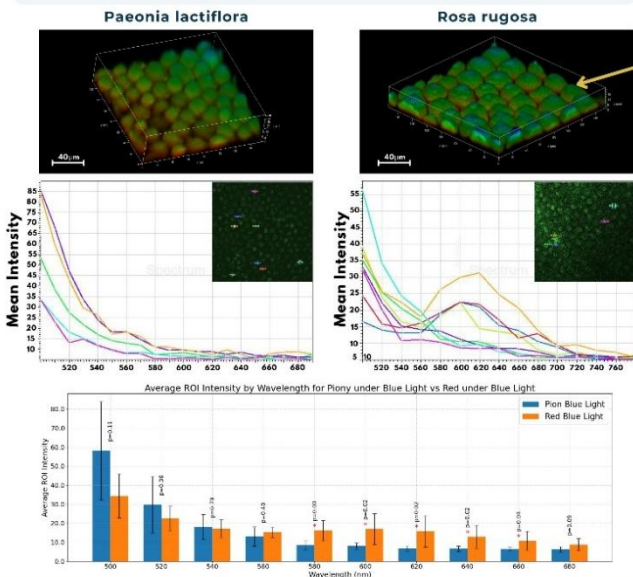 Paeonia lactiflora
Rosa rugosa
40μm
40μm
Mean Intensity
85
80
75
70
65
60
55
50
45
40
35
30
25
20
15
10
Spectrum
520 540 560 580 600 620 640 660 680
Mean Intensity
55
50
45
40
35
30
25
20
15
10
5
10
Spectrum
520 540 560 580 600 620 640 660 680 700 720 740 760
Average ROI Intensity by Wavelength for Piony under Blue Light vs Red under Blue Light
Pion Blue Light
Red Blue Light
Average ROI Intensity
80.0
70.0
60.0
50.0
40.0
30.0
20.0
10.0
0.0
p=0.11
* p=0.02
* p=0.02
* p=0.02
p=0.09
500 520 540 560 580 600 620 640 660 680
Wavelength (nm)